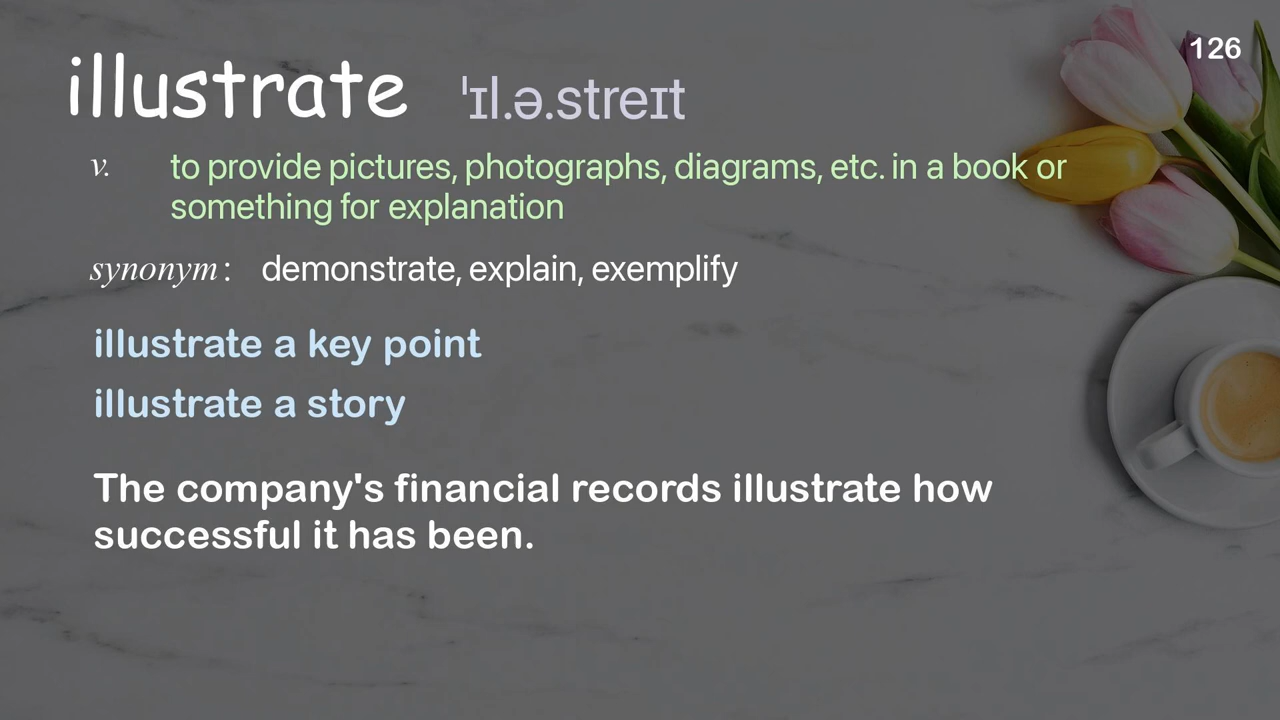 126
illustrate ˈɪl.ə.streɪt
v. to provide pictures, photographs, diagrams, etc. in a book or
something for explanation
synonym: demonstrate, explain, exemplify
illustrate a key point
illustrate a story
The company's financial records illustrate how
successful it has been.